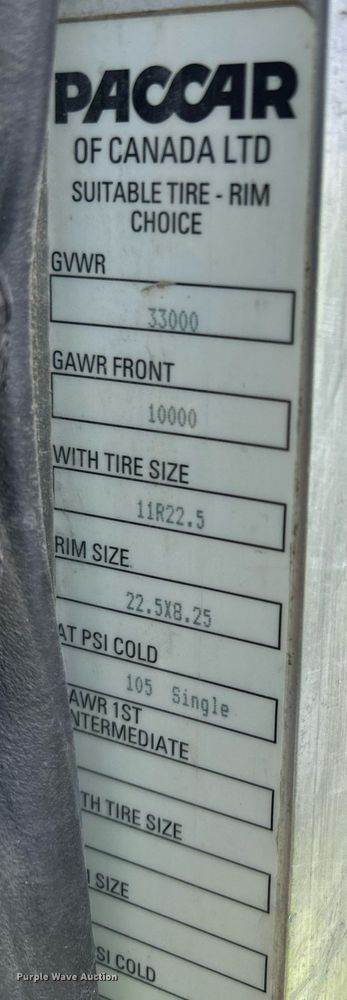 PACCAR
OF CANADA LTD
SUITABLE TIRE - RIM
CHOICE
GVWR
33000
GAWR FRONT
10000
WITH TIRE SIZE
11R22.5
RIM SIZE
22.5X8.25
AT PSI COLD
105 Single
AWR 1ST
NTERMEDIATE
TH TIRE SIZE
SIZE
SI COLD
Purple Wave Auction